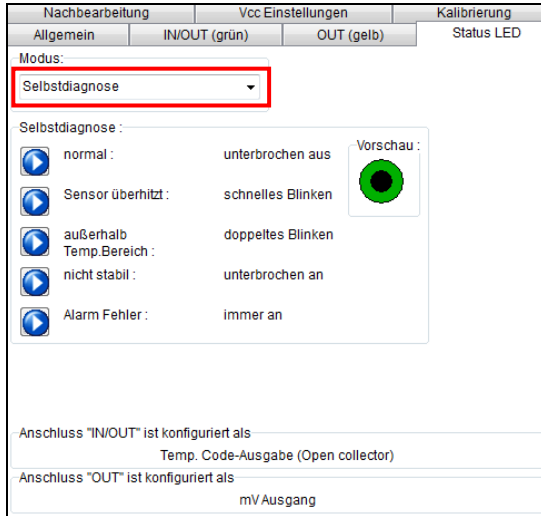 Nachbearbeitung Vcc Einstellungen Kalibrierung
Allgemein IN/OUT (grün) OUT (gelb) Status LED
Modus:
Selbstdiagnose
Selbstdiagnose :
Vorschau :
normal : unterbrochen aus
Sensor überhitzt : schnelles Blinken
außerhalb doppeltes Blinken
Temp.Bereich :
nicht stabil : unterbrochen an
Alarm Fehler : immer an
Anschluss "IN/OUT" ist konfiguriert als
Temp. Code-Ausgabe (Open collector)
Anschluss "OUT" ist konfiguriert als
mV Ausgang